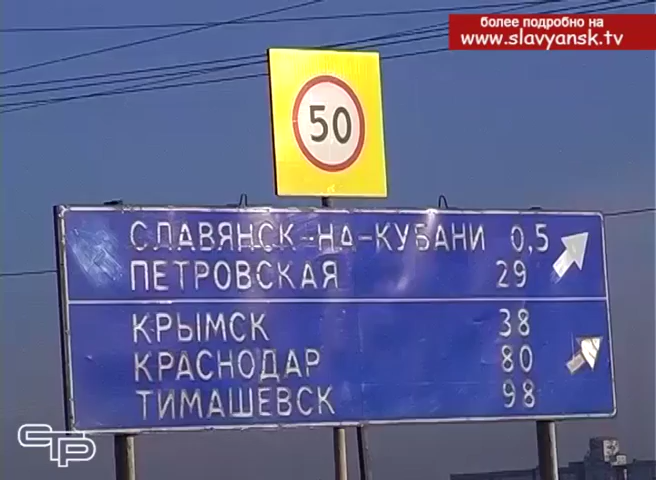 более подробно на
www.slavyansk.tv
50
СЛАВЯНСК-НА-КУБАНИ 0,5
ПЕТРОВСКАЯ 29
КРЫМСК 38
КРАСНОДАР 80
ТИМАШЕВСК 98
СТР